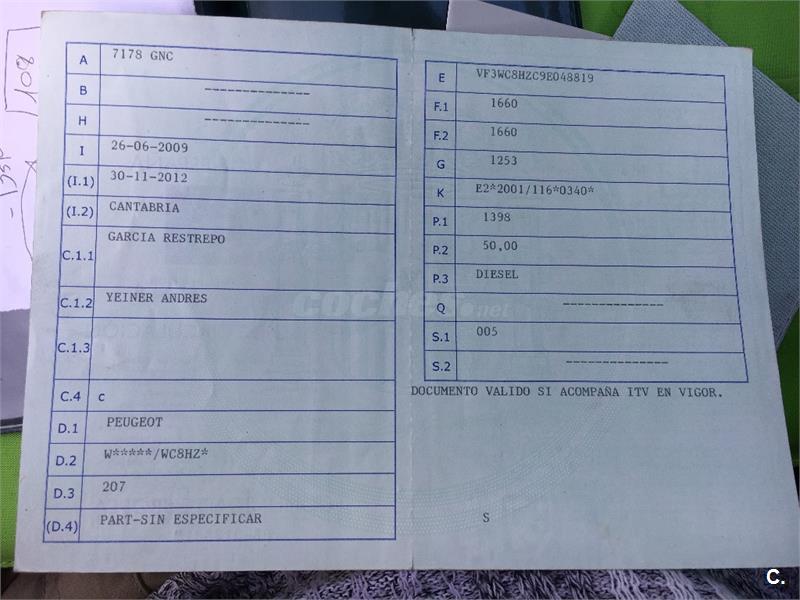 A 7178 GNC
B --------------
H --------------
I 26-06-2009
(I.1) 30-11-2012
(I.2) CANTABRIA
C.1.1 GARCIA RESTREPO
C.1.2 YEINER ANDRES
C.1.3
C.4 c
D.1 PEUGEOT
D.2 W*****/WC8HZ*
D.3 207
(D.4) PART-SIN ESPECIFICAR
E VF3WC8HZC9E048819
F.1 1660
F.2 1660
G 1253
K E2*2001/116*0340*
P.1 1398
P.2 50,00
P.3 DIESEL
Q --------------
S.1 005
S.2 --------------
DOCUMENTO VALIDO SI ACOMPAÑA ITV EN VIGOR.
S
coches.net
108
C.